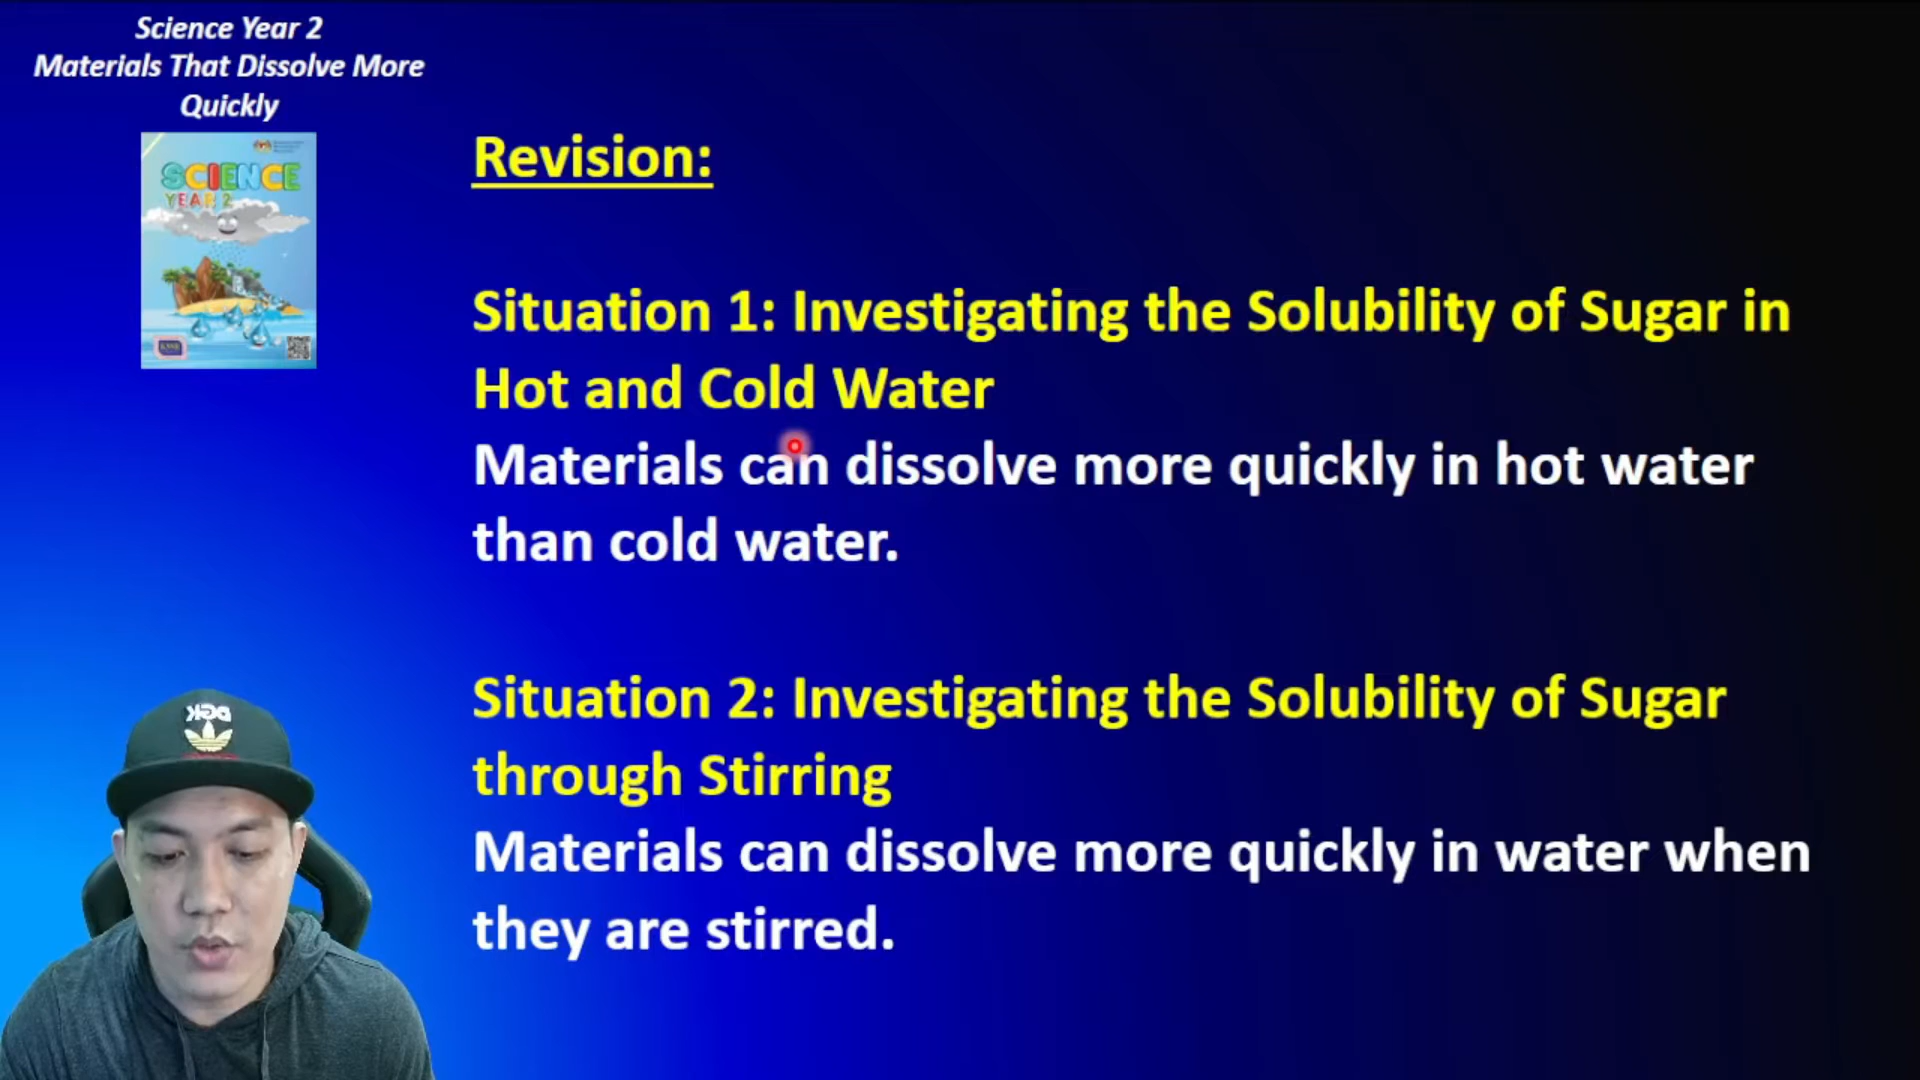 Science Year 2
Materials That Dissolve More
Quickly
SCIENCE
YEAR 2
Revision:
Situation 1: Investigating the Solubility of Sugar in
Hot and Cold Water
Materials can dissolve more quickly in hot water
than cold water.
Situation 2: Investigating the Solubility of Sugar
through Stirring
Materials can dissolve more quickly in water when
they are stirred.
DGK